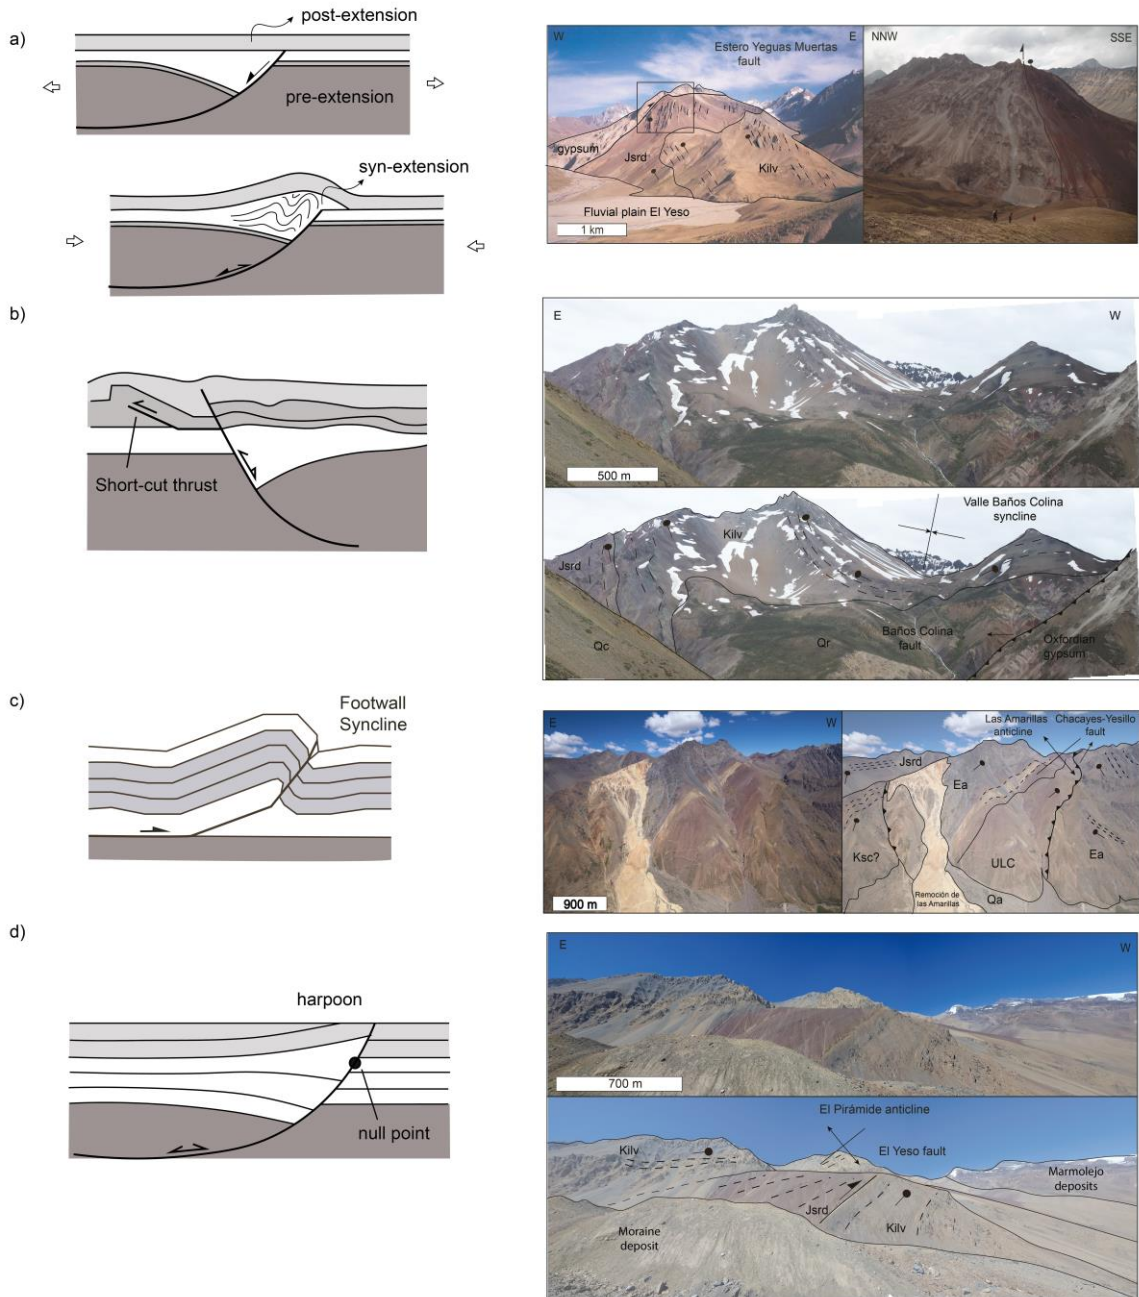 a)
post-extension
pre-extension
syn-extension
W
E
Estero Yeguas Muertas
fault
gypsum
Jsrd
Kilv
Fluvial plain El Yeso
1 km
NNW
SSE
b)
Short-cut thrust
E
W
500 m
Valle Baños Colina
syncline
Kilv
Jsrd
Qc
Qr
Baños Colina
fault
Oxfordian
gypsum
c)
Footwall
Syncline
E
W
900 m
Las Amarillas
anticline
Chacayes-Yesillo
fault
Jsrd
Ea
Ksc?
ULC
Ea
Remoción de
las Amarillas
Qa
d)
harpoon
null point
E
W
700 m
El Pirámide anticline
Kilv
El Yeso fault
Marmolejo
deposits
Jsrd
Kilv
Moraine
deposit